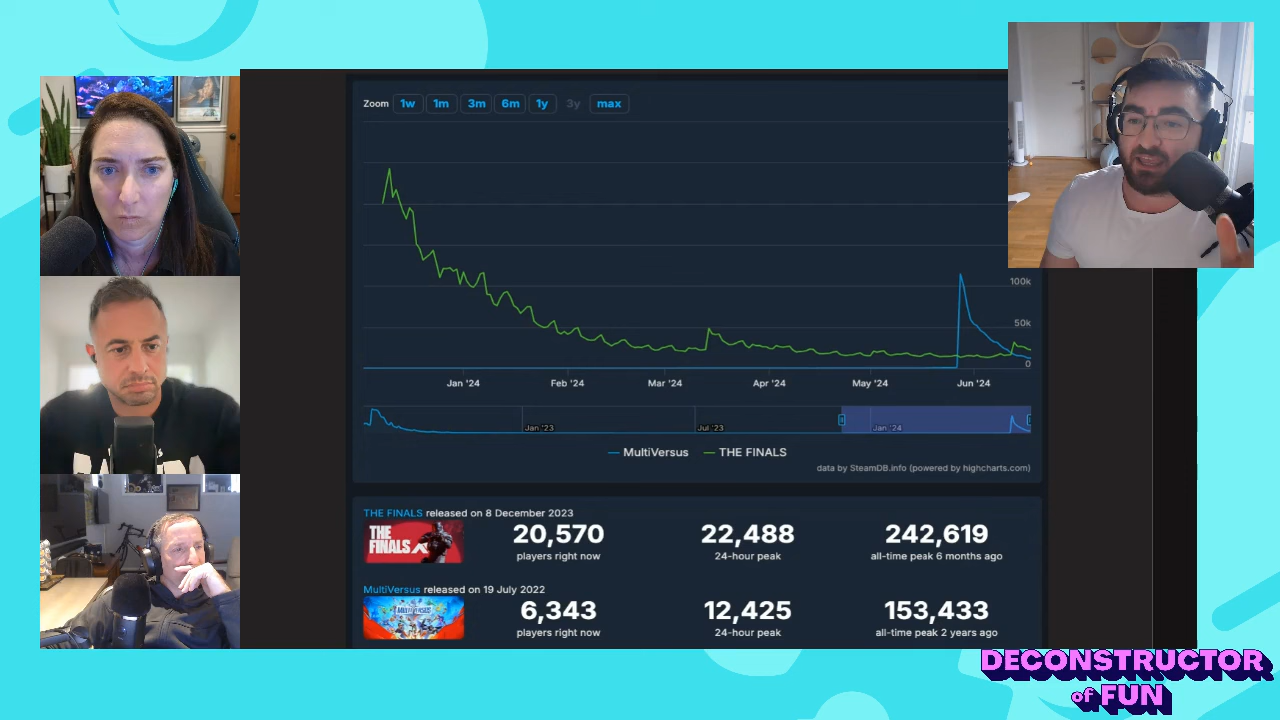 Zoom 1w 1m 3m 6m 1y 3y max
100k
50k
0
Jan '24 Feb '24 Mar '24 Apr '24 May '24 Jun '24
Jan '23 Jul '23 Jan '24
MultiVersus THE FINALS
data by SteamDB.info (powered by highcharts.com)
THE FINALS released on 8 December 2023
THE FINALS
20,570 22,488 242,619
players right now 24-hour peak all-time peak 6 months ago
MultiVersus released on 19 July 2022
MULTIVERSUS
6,343 12,425 153,433
players right now 24-hour peak all-time peak 2 years ago
DECONSTRUCTOR
of FUN